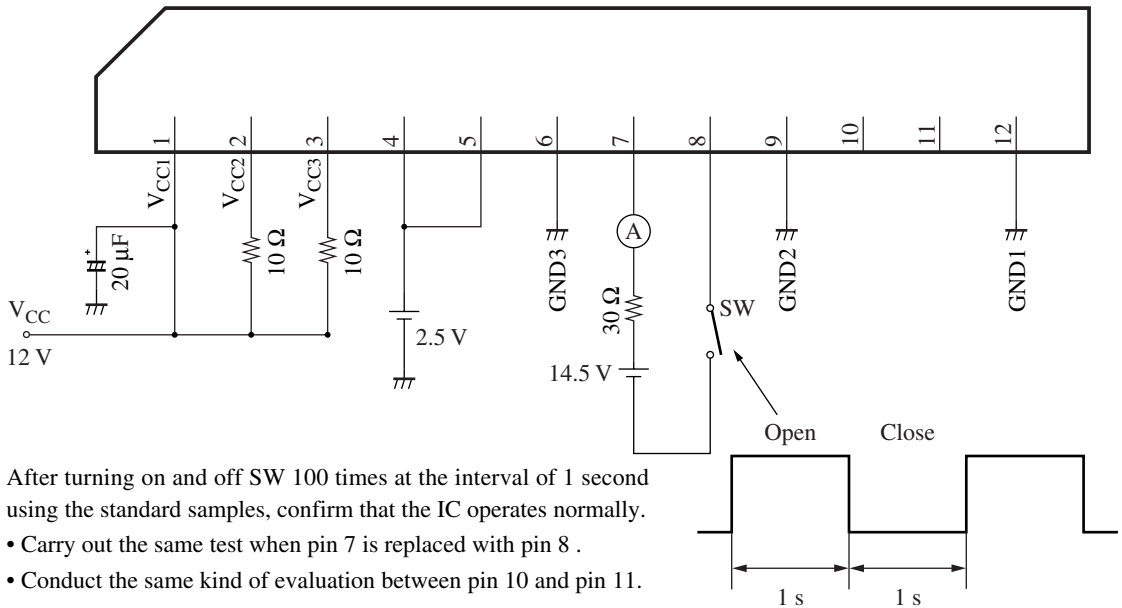 1 2 3 4 5 6 7 8 9 10 11 12
VCC1 VCC2 VCC3
20 µF
+
10 Ω
10 Ω
VCC
12 V
2.5 V
GND3
A
30 Ω
14.5 V
SW
GND2
GND1
Open Close
1 s 1 s
After turning on and off SW 100 times at the interval of 1 second
using the standard samples, confirm that the IC operates normally.
• Carry out the same test when pin 7 is replaced with pin 8 .
• Conduct the same kind of evaluation between pin 10 and pin 11.